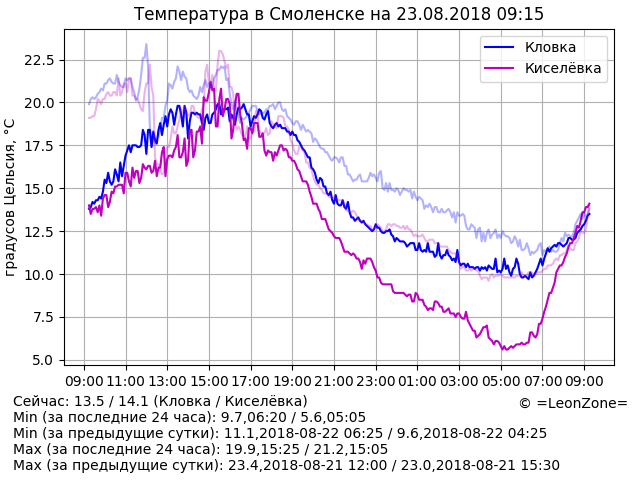 Температура в Смоленске на 23.08.2018 09:15
Кловка
Киселёвка
градусов Цельсия, °C
22.5
20.0
17.5
15.0
12.5
10.0
7.5
5.0
09:00 11:00 13:00 15:00 17:00 19:00 21:00 23:00 01:00 03:00 05:00 07:00 09:00
Сейчас: 13.5 / 14.1 (Кловка / Киселёвка)
© =LeonZone=
Min (за последние 24 часа): 9.7,06:20 / 5.6,05:05
Min (за предыдущие сутки): 11.1,2018-08-22 06:25 / 9.6,2018-08-22 04:25
Max (за последние 24 часа): 19.9,15:25 / 21.2,15:05
Max (за предыдущие сутки): 23.4,2018-08-21 12:00 / 23.0,2018-08-21 15:30